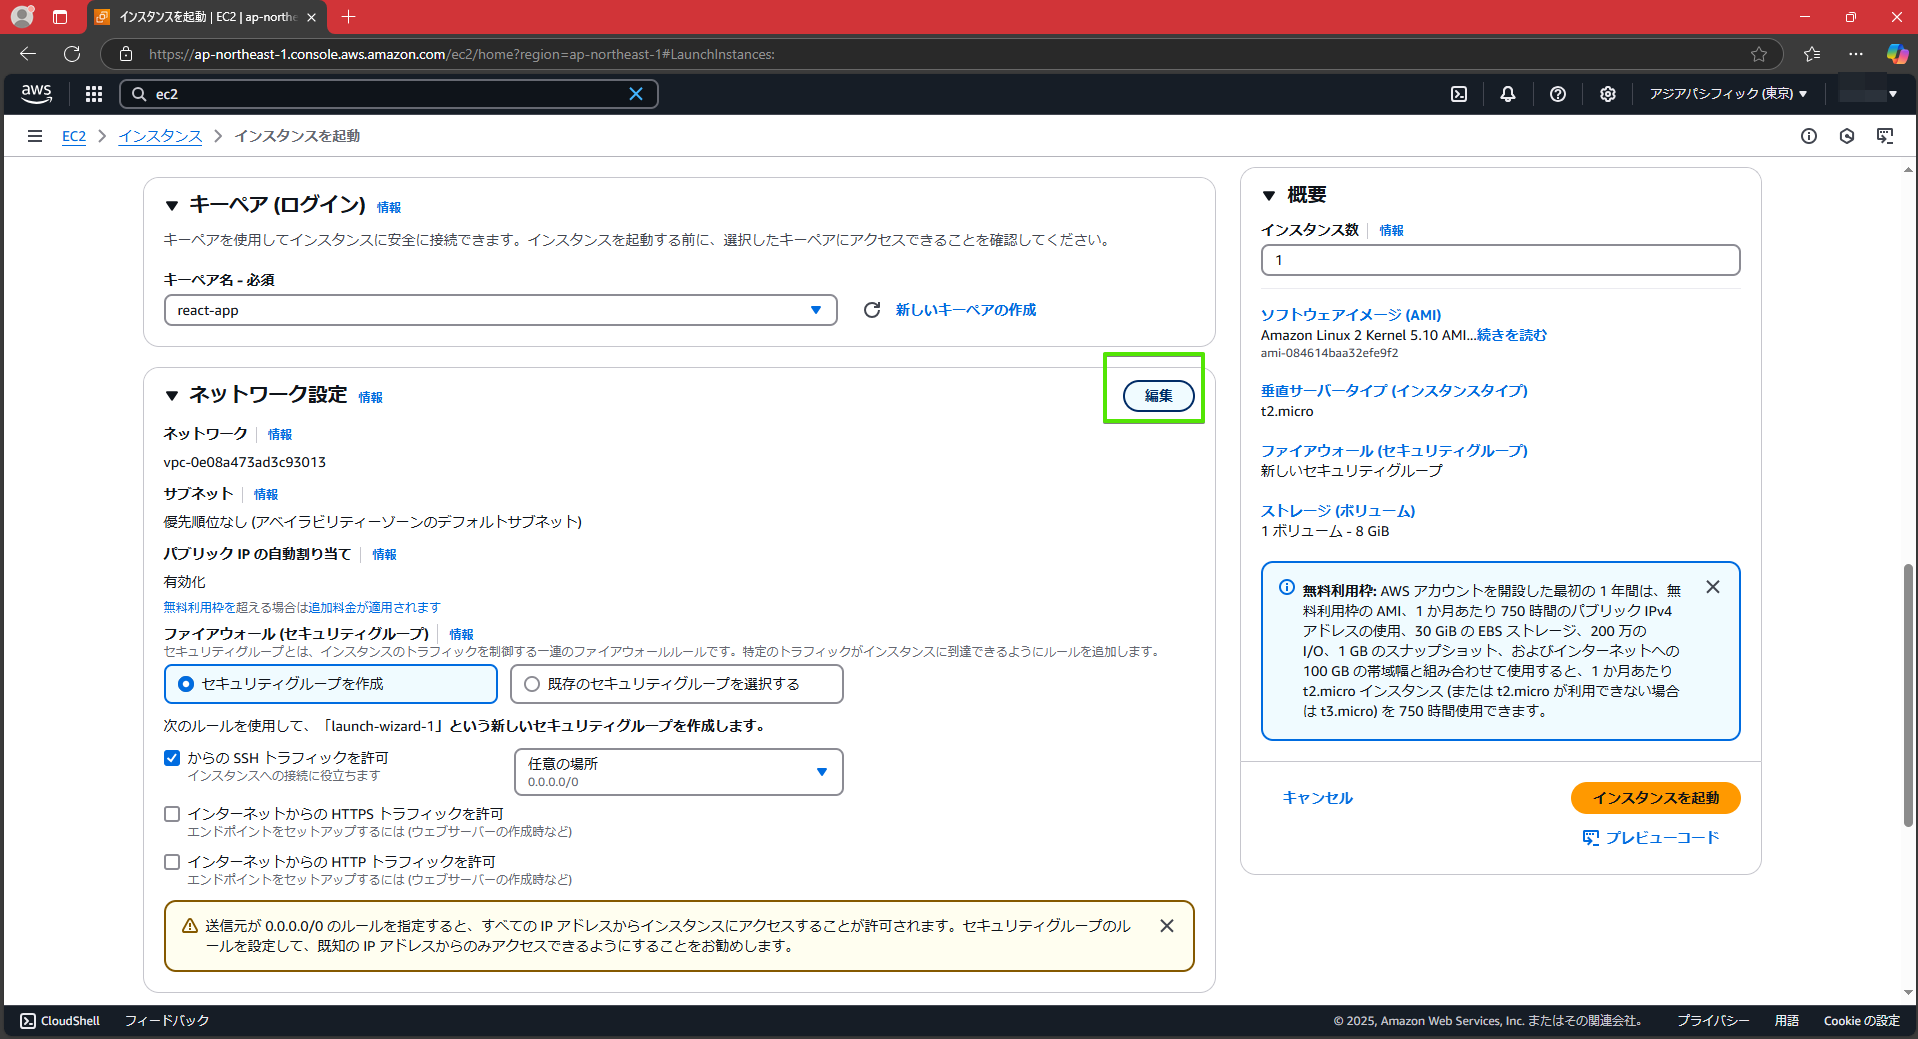 インスタンスを起動 | EC2 | ap-northe
https://ap-northeast-1.console.aws.amazon.com/ec2/home?region=ap-northeast-1#LaunchInstances:
aws
ec2
アジアパシフィック (東京)
EC2 > インスタンス > インスタンスを起動
キーペア (ログイン) 情報
キーペアを使用してインスタンスに安全に接続できます。インスタンスを起動する前に、選択したキーペアにアクセスできることを確認してください。
キーペア名 - 必須
react-app
新しいキーペアの作成
ネットワーク設定 情報
編集
ネットワーク 情報
vpc-0e08a473ad3c93013
サブネット 情報
優先順位なし (アベイラビリティーゾーンのデフォルトサブネット)
パブリック IP の自動割り当て 情報
有効化
無料利用枠を超える場合は追加料金が適用されます
ファイアウォール (セキュリティグループ) 情報
セキュリティグループとは、インスタンスのトラフィックを制御する一連のファイアウォールルールです。特定のトラフィックがインスタンスに到達できるようにルールを追加します。
セキュリティグループを作成
既存のセキュリティグループを選択する
次のルールを使用して、「launch-wizard-1」という新しいセキュリティグループを作成します。
からの SSH トラフィックを許可
インスタンスへの接続に役立ちます
任意の場所
0.0.0.0/0
インターネットからの HTTPS トラフィックを許可
エンドポイントをセットアップするには (ウェブサーバーの作成時など)
インターネットからの HTTP トラフィックを許可
エンドポイントをセットアップするには (ウェブサーバーの作成時など)
送信元が 0.0.0.0/0 のルールを指定すると、すべての IP アドレスからインスタンスにアクセスすることが許可されます。セキュリティグループのル
ールを設定して、既知の IP アドレスからのみアクセスできるようにすることをお勧めします。
概要
インスタンス数 情報
1
ソフトウェアイメージ (AMI)
Amazon Linux 2 Kernel 5.10 AMI...続きを読む
ami-084614baa32efe9f2
垂直サーバータイプ (インスタンスタイプ)
t2.micro
ファイアウォール (セキュリティグループ)
新しいセキュリティグループ
ストレージ (ボリューム)
1 ボリューム - 8 GiB
無料利用枠: AWS アカウントを開設した最初の 1 年間は、無
料利用枠の AMI、1 か月あたり 750 時間のパブリック IPv4
アドレスの使用、30 GiB の EBS ストレージ、200 万の
I/O、1 GB のスナップショット、およびインターネットへの
100 GB の帯域幅と組み合わせて使用すると、1 か月あたり
t2.micro インスタンス (または t2.micro が利用できない場合
は t3.micro) を 750 時間使用できます。
キャンセル
インスタンスを起動
プレビューコード
CloudShell フィードバック
© 2025, Amazon Web Services, Inc. またはその関連会社。 プライバシー 用語 Cookie の設定